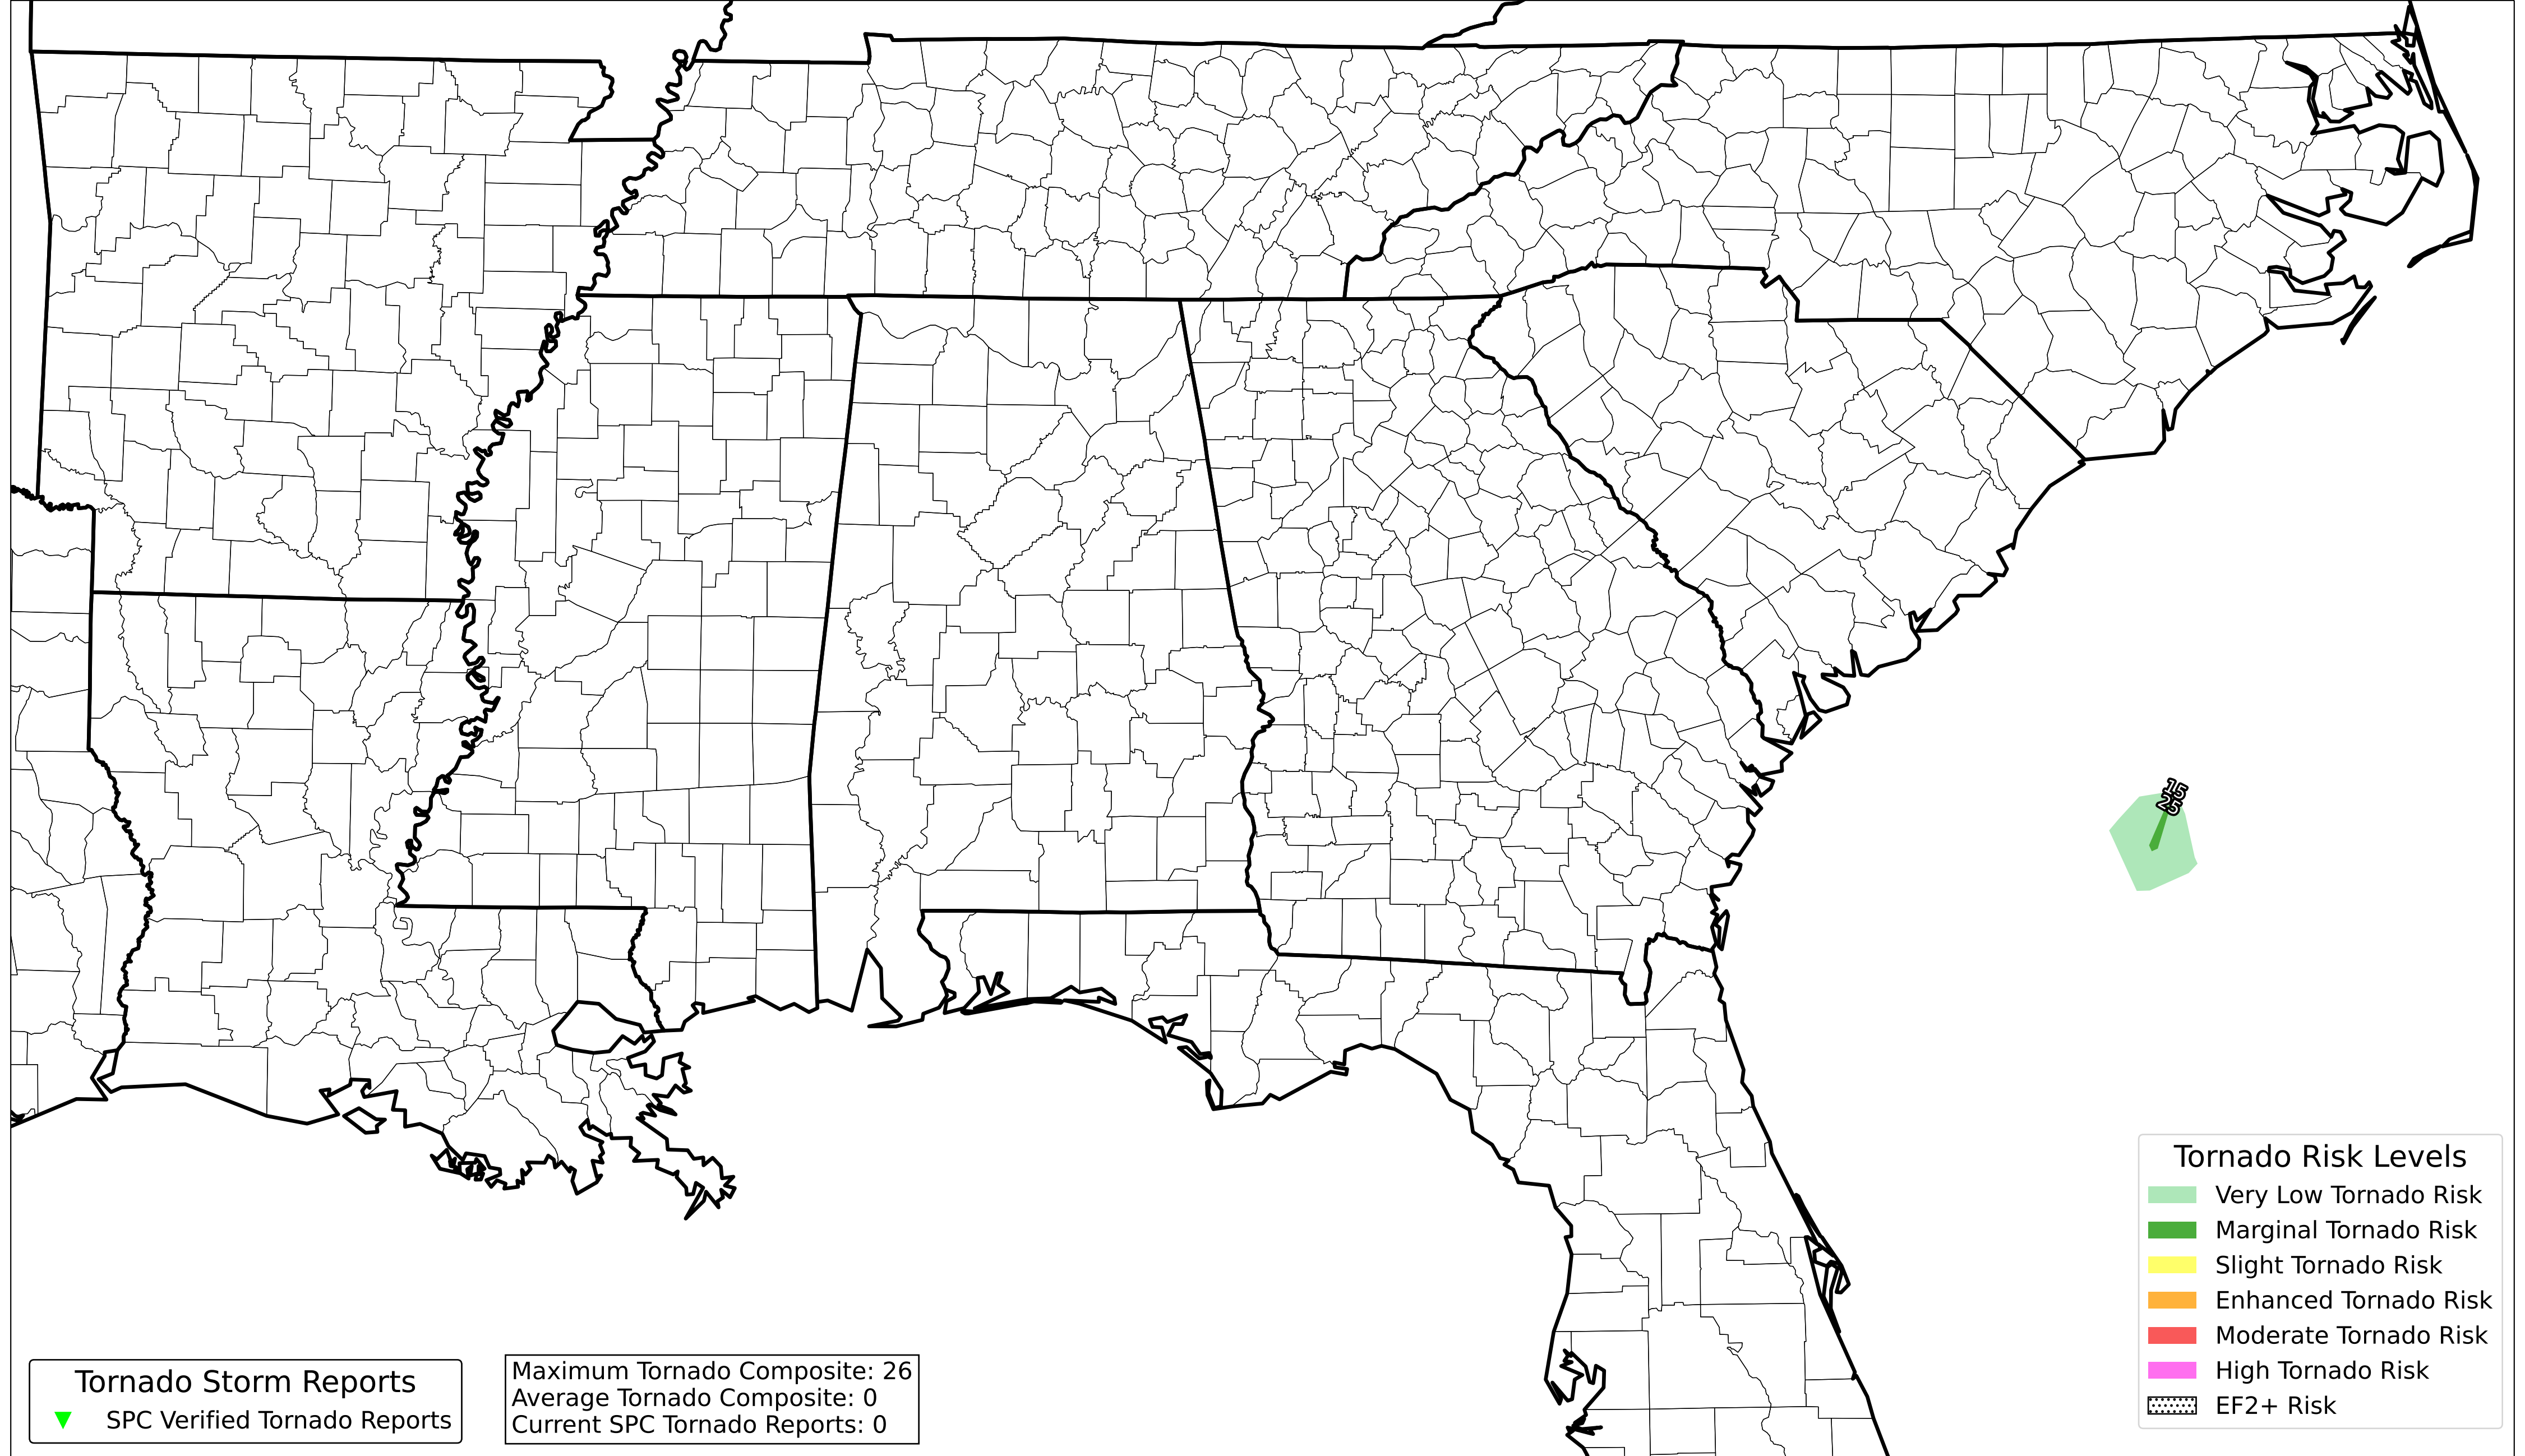 15
25
Tornado Risk Levels
Very Low Tornado Risk
Marginal Tornado Risk
Slight Tornado Risk
Enhanced Tornado Risk
Moderate Tornado Risk
High Tornado Risk
EF2+ Risk
Tornado Storm Reports
SPC Verified Tornado Reports
Maximum Tornado Composite: 26
Average Tornado Composite: 0
Current SPC Tornado Reports: 0